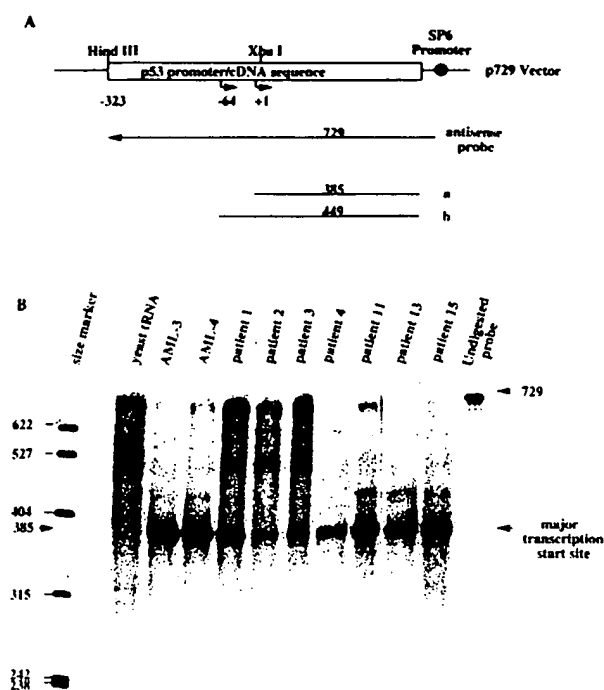 A
Hind III
Xba I
SP6
Promoter
p53 promoter/cDNA sequence
p729 Vector
-323
-64
+1
729
antisense
probe
385
a
449
b
B
size marker
yeast tRNA
AML-3
AML-4
patient 1
patient 2
patient 3
patient 4
patient 11
patient 13
patient 15
Undigested
probe
729
622
527
404
385
major
transcription
start site
315
242
238